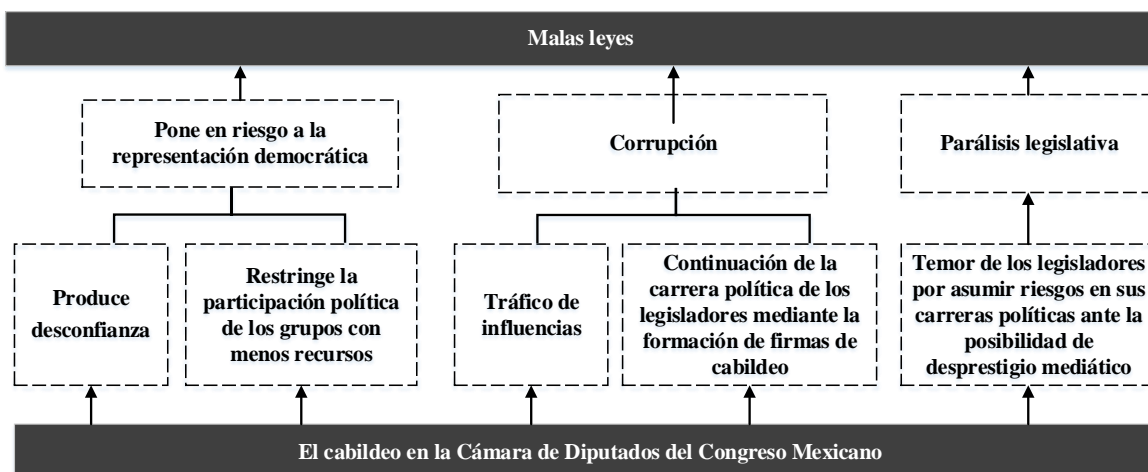 Malas leyes
Pone en riesgo a la
representación democrática
Corrupción
Parálisis legislativa
Produce
desconfianza
Restringe la
participación política
de los grupos con
menos recursos
Tráfico de
influencias
Continuación de la
carrera política de los
legisladores mediante la
formación de firmas de
cabildeo
Temor de los legisladores
por asumir riesgos en sus
carreras políticas ante la
posibilidad de
desprestigio mediático
El cabildeo en la Cámara de Diputados del Congreso Mexicano